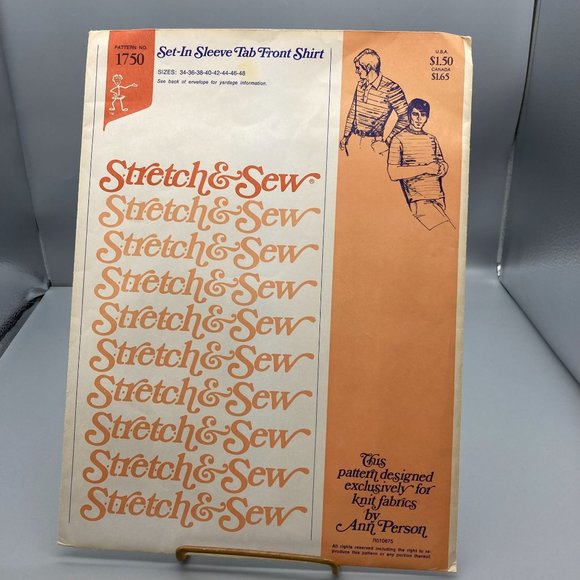 PATTERN NO.
1750
Set-In Sleeve Tab Front Shirt
SIZES: 34-36-38-40-42-44-46-48
See back of envelope for yardage information.
U.S.A.
$1.50
CANADA
$1.65
Stretch & Sew®
Stretch & Sew
Stretch & Sew
Stretch & Sew
Stretch & Sew
Stretch & Sew
Stretch & Sew
Stretch & Sew
Stretch & Sew
Stretch & Sew
This
pattern designed
exclusively for
knit fabrics
by
Ann Person
All rights reserved including the right to re-
produce this pattern or any portion thereof.